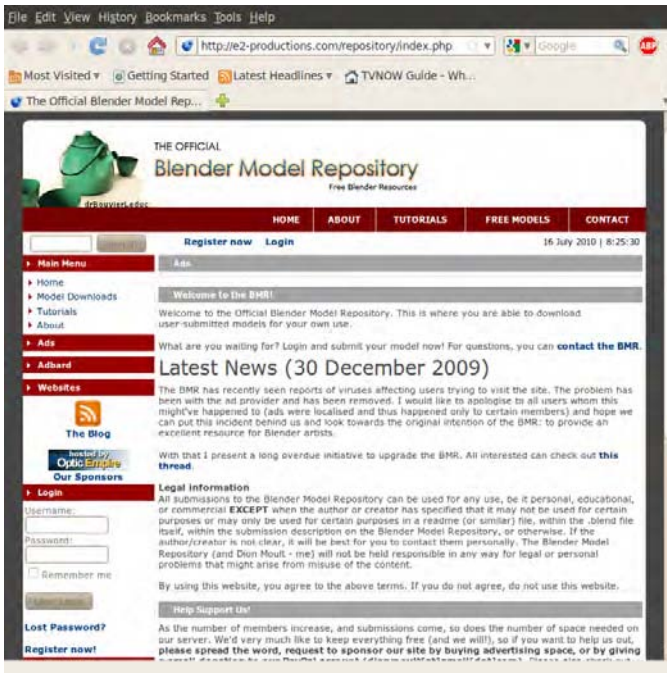 File Edit View History Bookmarks Tools Help
http://e2-productions.com/repository/index.php
Google
ABP
Most Visited
Getting Started
Latest Headlines
TVNOW Guide - Wh...
The Official Blender Model Rep...
THE OFFICIAL
Blender Model Repository
Free Blender Resources
drBouvierLeduc
HOME ABOUT TUTORIALS FREE MODELS CONTACT
Register now Login
16 July 2010 | 8:25:30
Main Menu
Home
Model Downloads
Tutorials
About
Ads
Adbard
Websites
The Blog
hosted by
Optic Empire
Our Sponsors
Login
Username:
Password:
Remember me
Lost Password?
Register now!
Ads
Welcome to the BMR!
Welcome to the Official Blender Model Repository. This is where you are able to download
user-submitted models for your own use.
What are you waiting for? Login and submit your model now! For questions, you can contact the BMR.
Latest News (30 December 2009)
The BMR has recently seen reports of viruses affecting users trying to visit the site. The problem has
been with the ad provider and has been removed. I would like to apologise to all users whom this
might've happened to (ads were localised and thus happened only to certain members) and hope we
can put this incident behind us and look towards the original intention of the BMR: to provide an
excellent resource for Blender artists.
With that I present a long overdue initiative to upgrade the BMR. All interested can check out this
thread.
Legal information
All submissions to the Blender Model Repository can be used for any use, be it personal, educational,
or commercial EXCEPT when the author or creator has specified that it may not be used for certain
purposes or may only be used for certain purposes in a readme (or similar) file, within the .blend file
itself, within the submission description on the Blender Model Repository, or otherwise. If the
author/creator is not clear, it will be best for you to contact them personally. The Blender Model
Repository (and Dion Moult - me) will not be held responsible in any way for legal or personal
problems that might arise from misuse of the content.
By using this website, you agree to the above terms. If you do not agree, do not use this website.
Help Support Us!
As the number of members increase, and submissions come, so does the number of space needed on
our server. We'd very much like to keep everything free (and we will!), so if you want to help us out,
please spread the word, request to sponsor our site by buying advertising space, or by giving